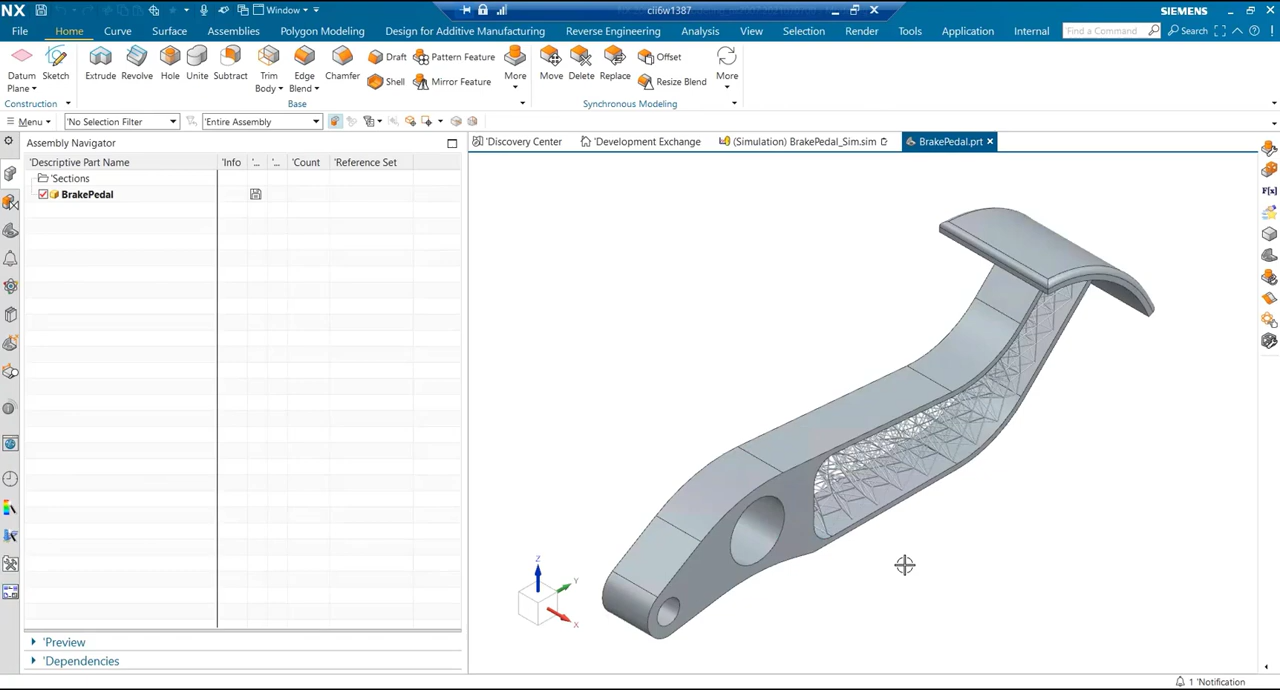 NX
Window
cli6w1387
SIEMENS
File
Home
Curve
Surface
Assemblies
Polygon Modeling
Design for Additive Manufacturing
Reverse Engineering
Analysis
View
Selection
Render
Tools
Application
Internal
Find a Command
Search
Datum Plane
Sketch
Extrude
Revolve
Hole
Unite
Subtract
Trim Body
Edge Blend
Chamfer
Draft
Shell
Pattern Feature
Mirror Feature
More
Move
Delete
Replace
Offset
Resize Blend
More
Construction
Base
Synchronous Modeling
Menu
'No Selection Filter
'Entire Assembly
Assembly Navigator
'Discovery Center
'Development Exchange
(Simulation) BrakePedal_Sim.sim
BrakePedal.prt
'Descriptive Part Name
'Info
'...
'...
'Count
'Reference Set
'Sections
BrakePedal
F[x]
Z
Y
X
'Preview
'Dependencies
1 'Notification